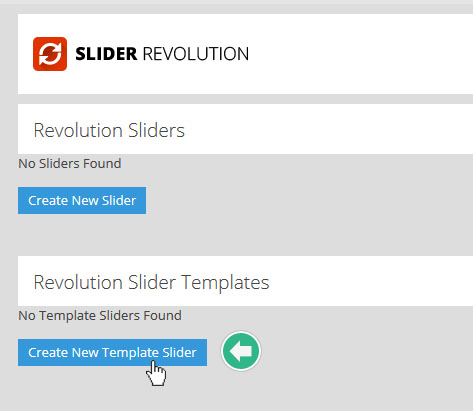 SLIDER REVOLUTION
Revolution Sliders
No Sliders Found
Create New Slider
Revolution Slider Templates
No Template Sliders Found
Create New Template Slider